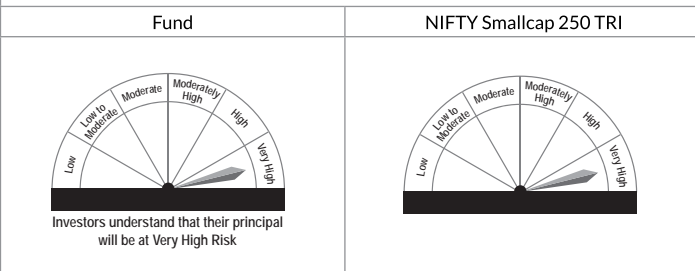 Fund
NIFTY Smallcap 250 TRI
Low
Low to
Moderate
Moderate
Moderately
High
High
Very High
Investors understand that their principal
will be at Very High Risk
Low
Low to
Moderate
Moderate
Moderately
High
High
Very High